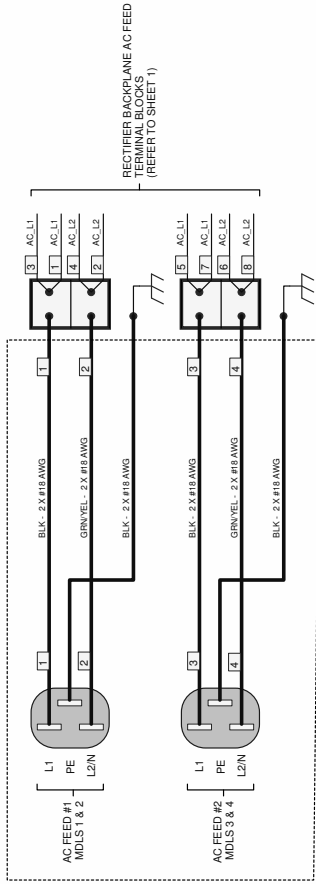 AC FEED #1
MDLS 1 & 2
L1
PE
L2/N
1
2
BLK - 2 X #18 AWG
GRN/YEL - 2 X #18 AWG
BLK - 2 X #18 AWG
1
2
3 AC_L1
1 AC_L1
4 AC_L2
2 AC_L2
AC FEED #2
MDLS 3 & 4
L1
PE
L2/N
3
4
BLK - 2 X #18 AWG
GRN/YEL - 2 X #18 AWG
BLK - 2 X #18 AWG
3
4
5 AC_L1
7 AC_L1
6 AC_L2
8 AC_L2
RECTIFIER BACKPLANE AC FEED
TERMINAL BLOCKS
(REFER TO SHEET 1)